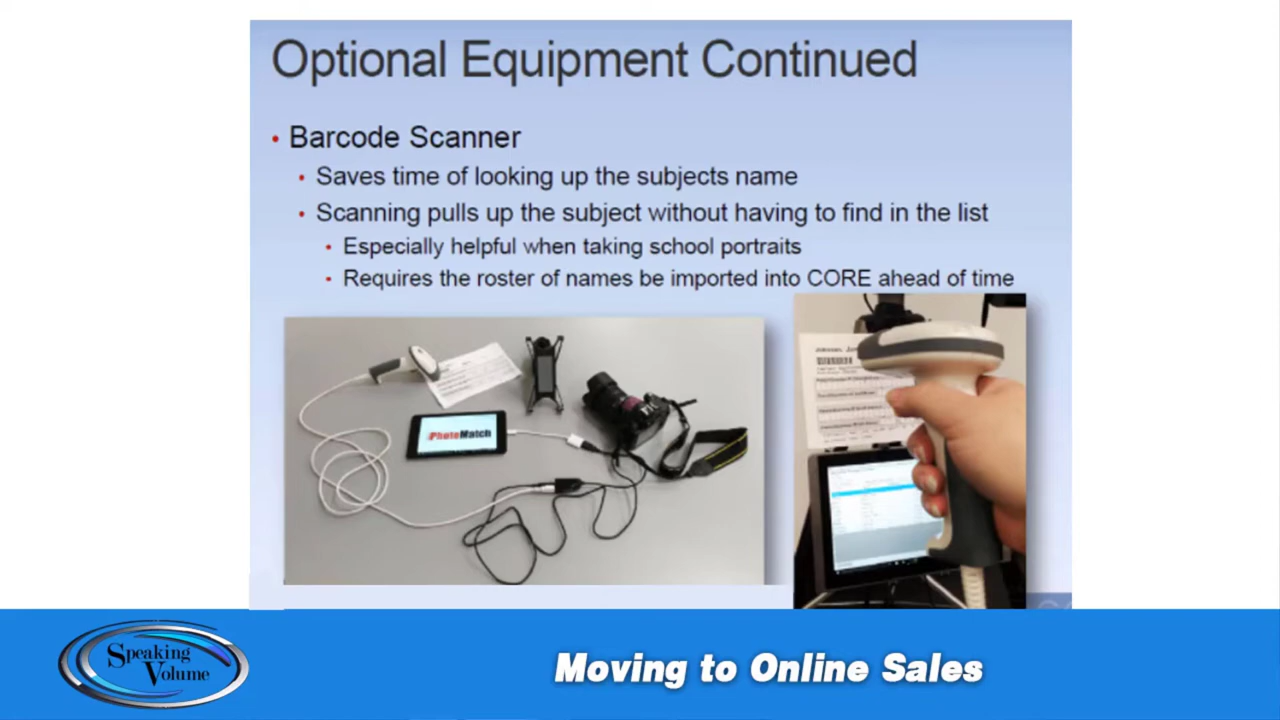 Optional Equipment Continued
• Barcode Scanner
• Saves time of looking up the subjects name
• Scanning pulls up the subject without having to find in the list
• Especially helpful when taking school portraits
• Requires the roster of names be imported into CORE ahead of time
PhotoMatch
Speaking
Volume
Moving to Online Sales